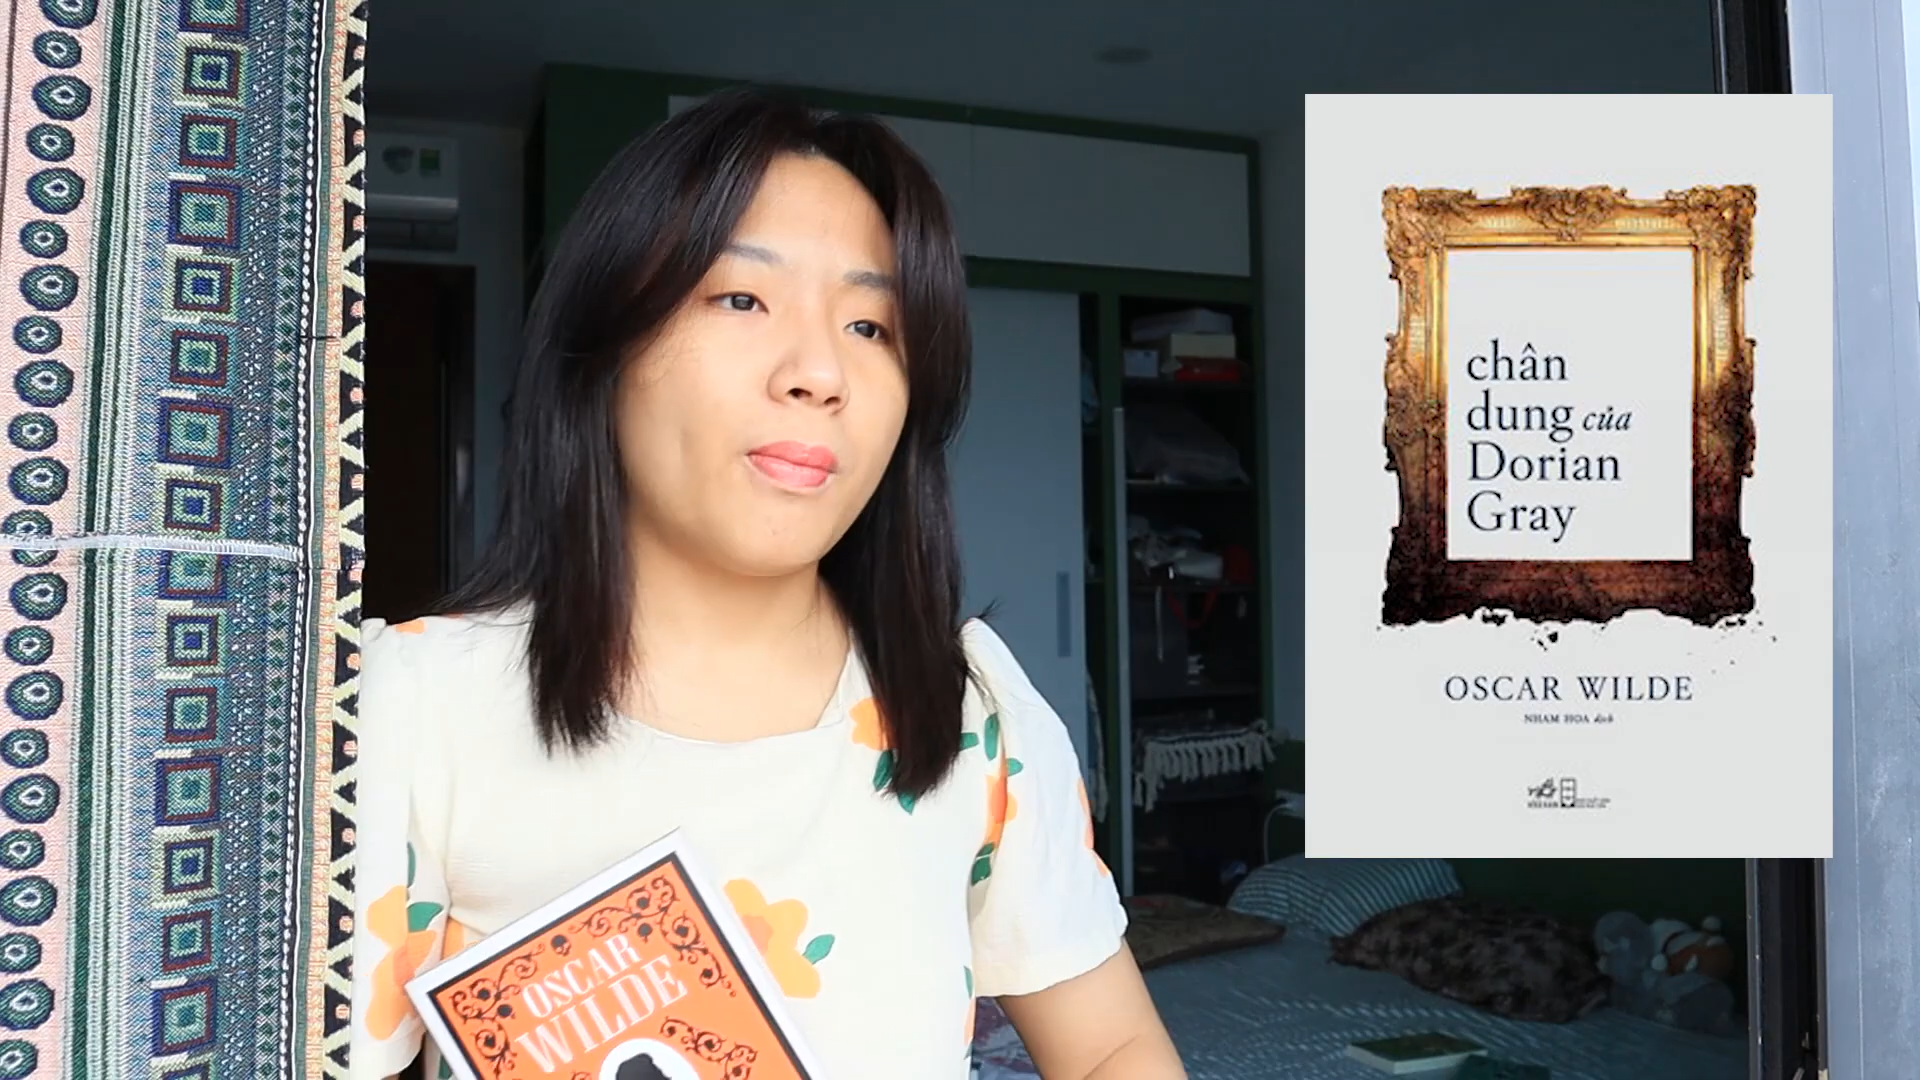 OSCAR
WILDE
chân
dung của
Dorian
Gray
OSCAR WILDE
NHAM HOA dịch